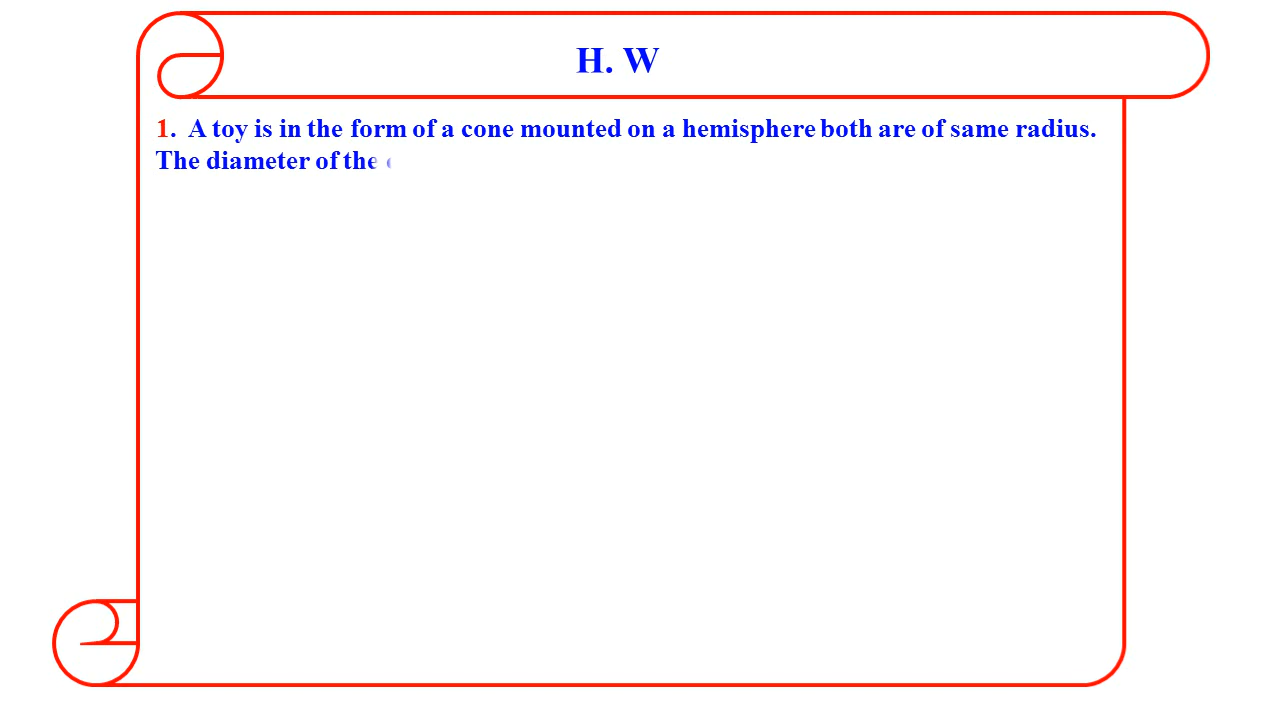 H. W
1. A toy is in the form of a cone mounted on a hemisphere both are of same radius.
The diameter of the